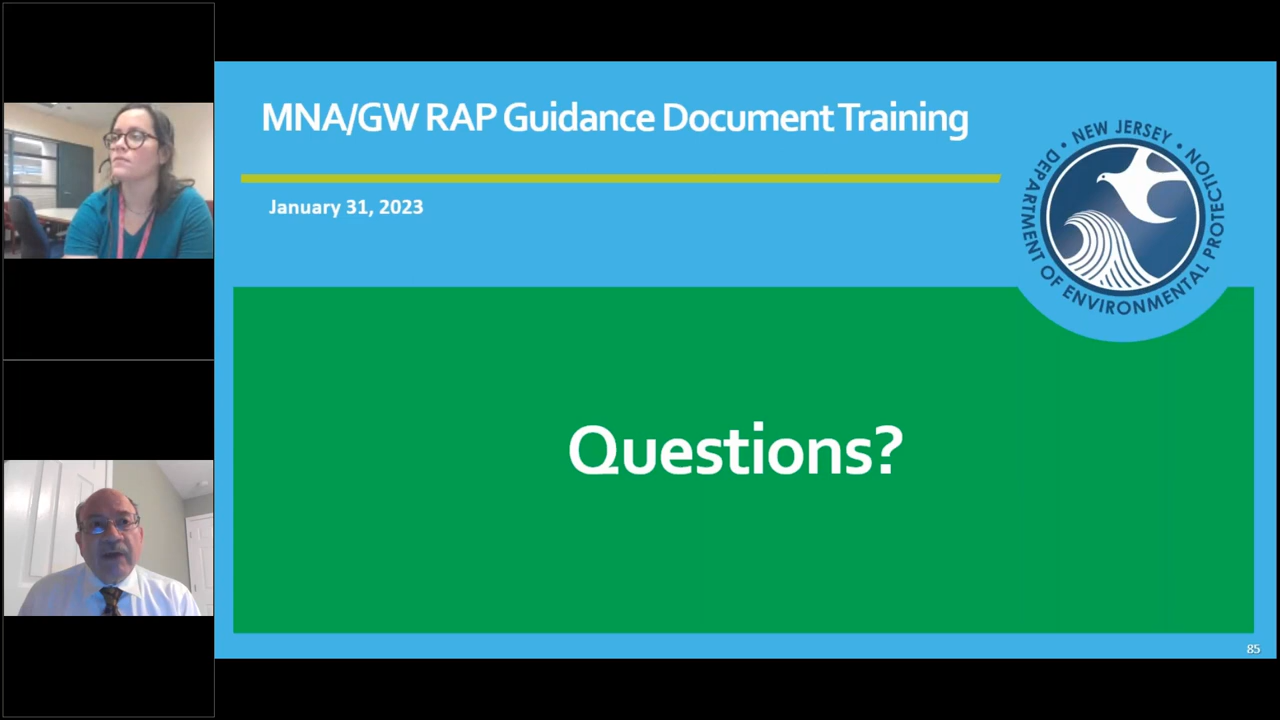 MNA/GW RAP Guidance Document Training
January 31, 2023
• NEW JERSEY •
DEPARTMENT OF ENVIRONMENTAL PROTECTION
Questions?
85